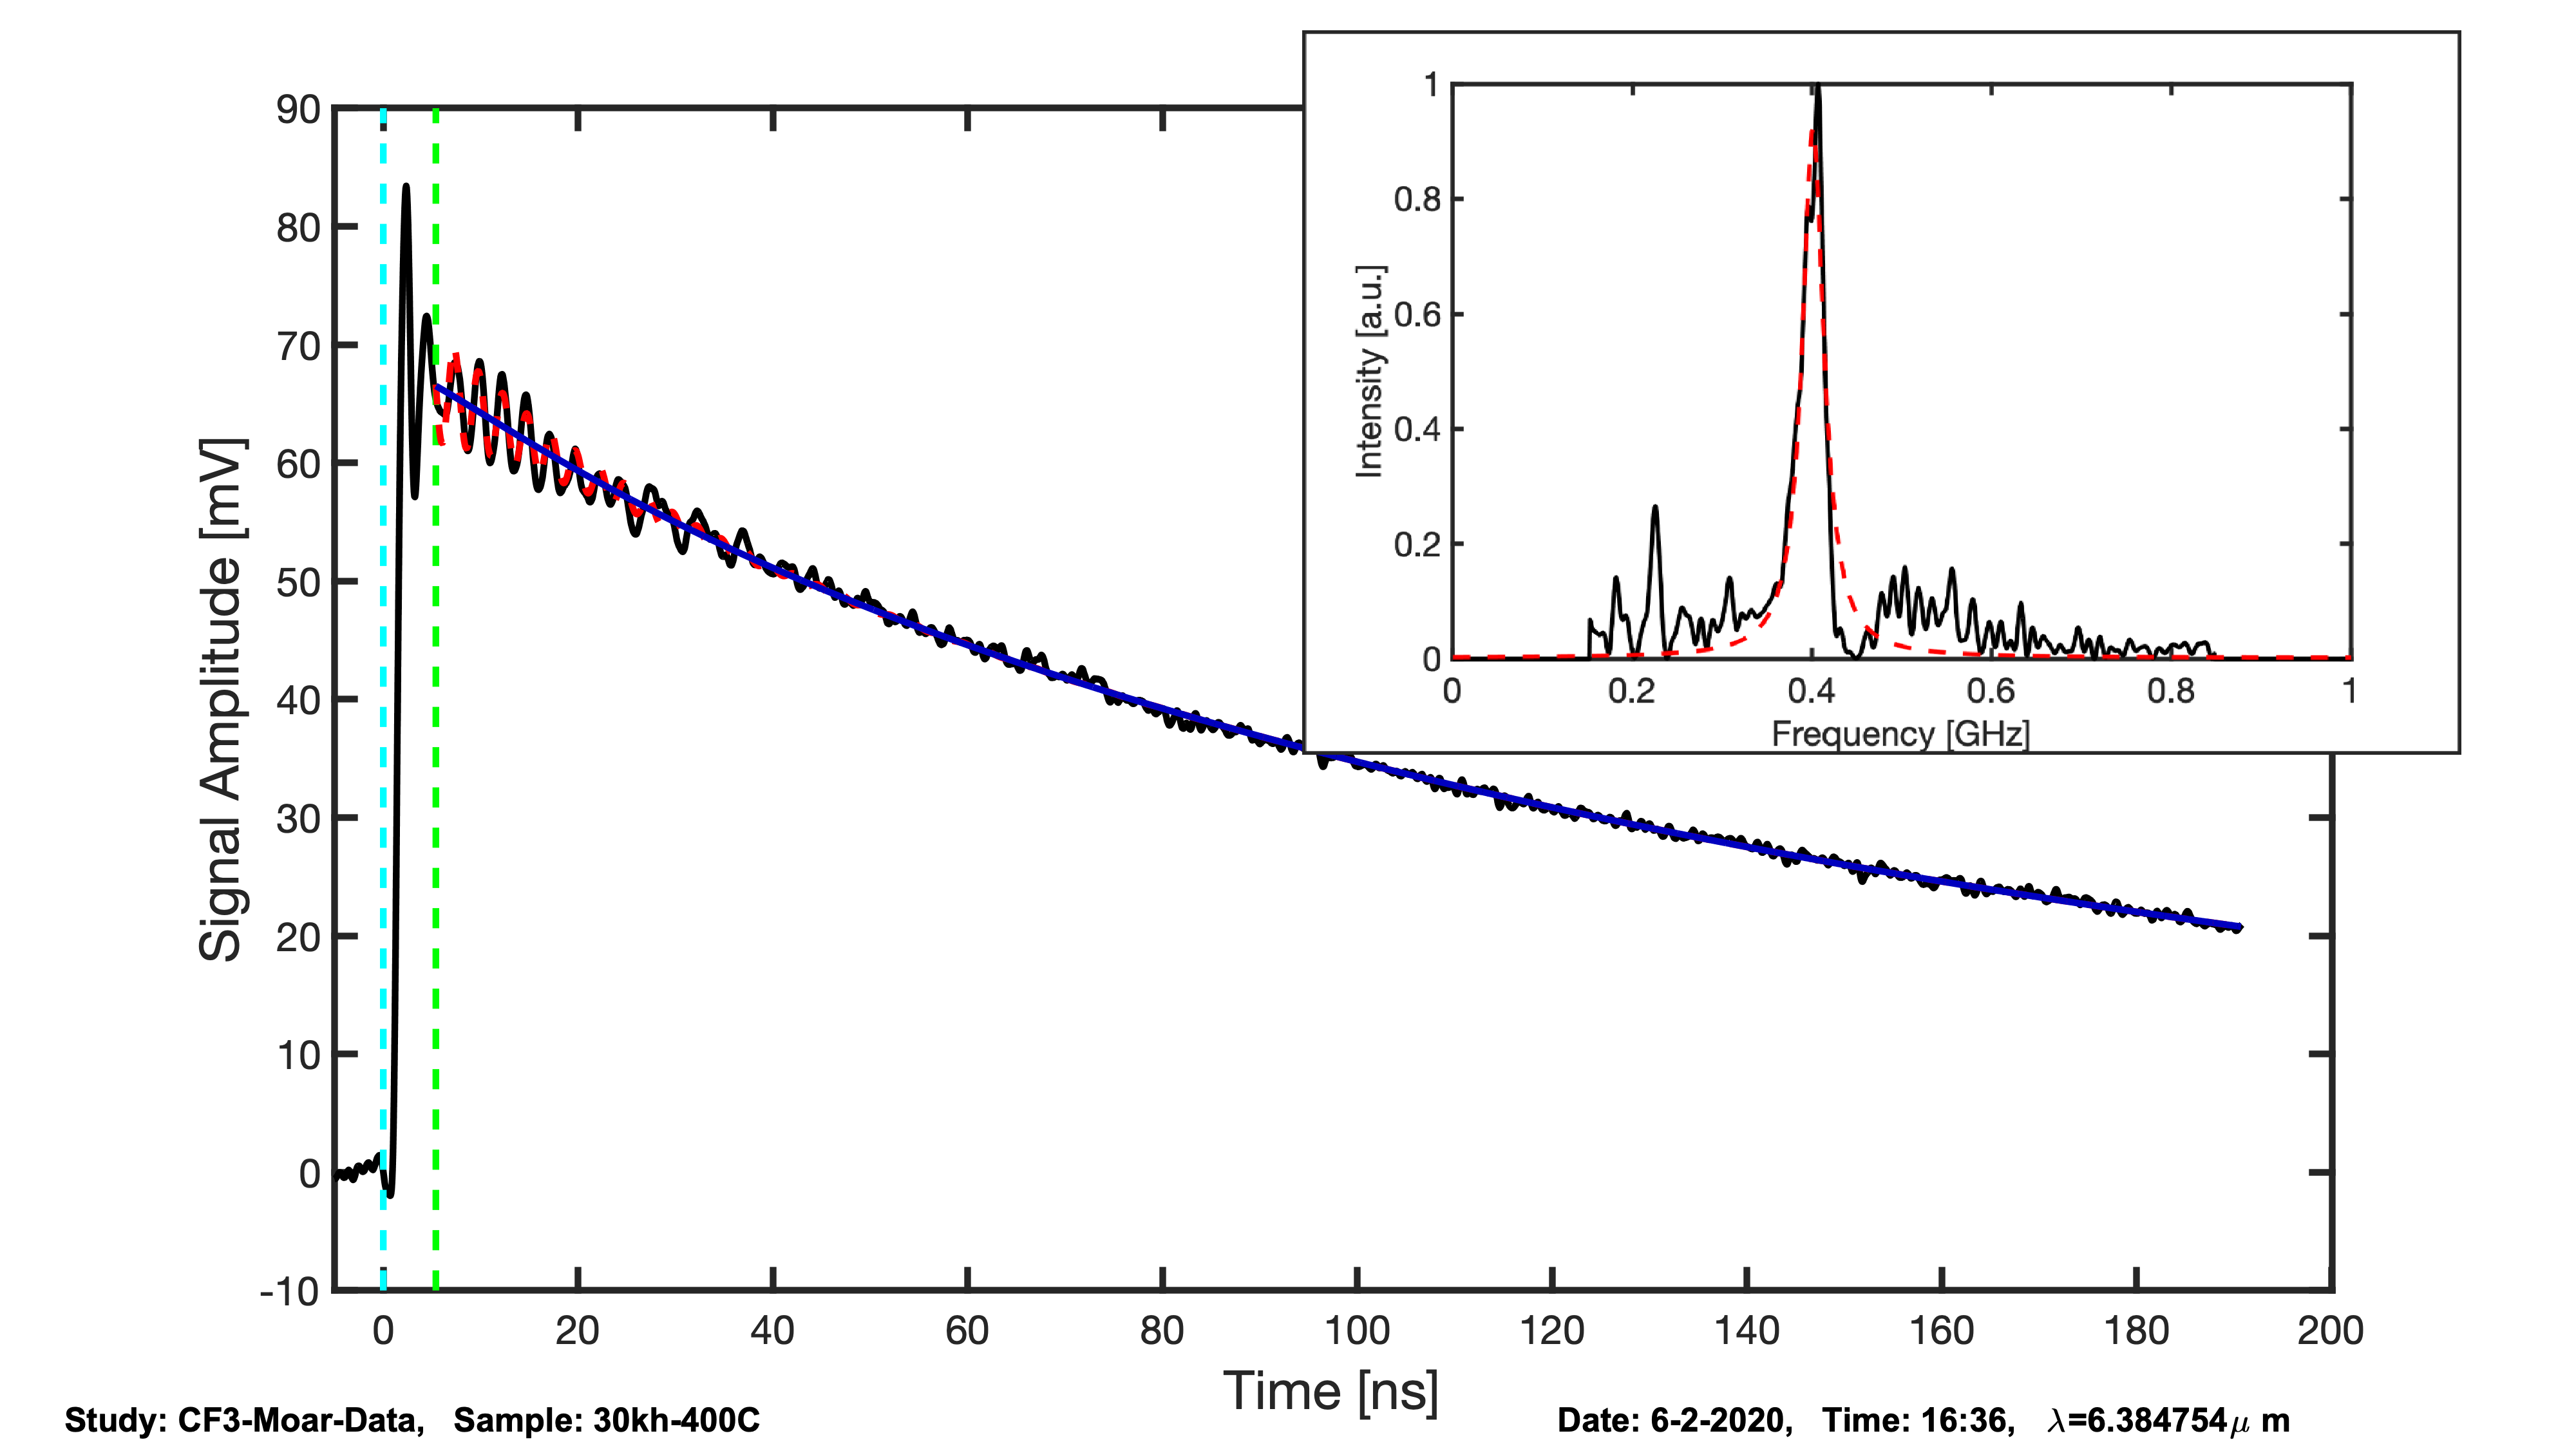 1
0.8
0.6
0.4
0.2
0
Intensity [a.u.]
0 0.2 0.4 0.6 0.8 1
Frequency [GHz]
90
80
70
60
50
40
30
20
10
0
-10
Signal Amplitude [mV]
0 20 40 60 80 100 120 140 160 180 200
Time [ns]
Study: CF3-Moar-Data, Sample: 30kh-400C
Date: 6-2-2020, Time: 16:36, λ=6.384754μ m